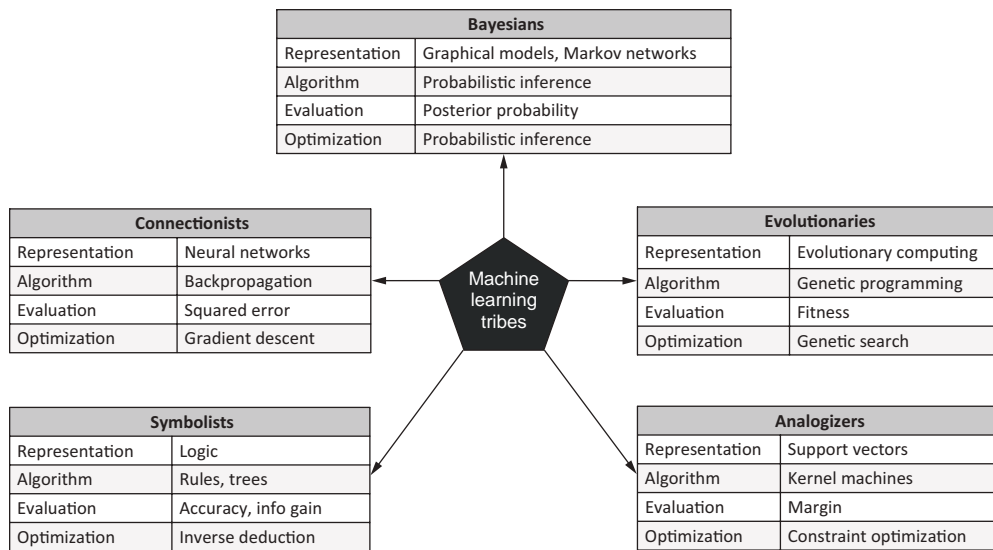 Bayesians
Representation Graphical models, Markov networks
Algorithm Probabilistic inference
Evaluation Posterior probability
Optimization Probabilistic inference
Connectionists
Representation Neural networks
Algorithm Backpropagation
Evaluation Squared error
Optimization Gradient descent
Machine
learning
tribes
Evolutionaries
Representation Evolutionary computing
Algorithm Genetic programming
Evaluation Fitness
Optimization Genetic search
Symbolists
Representation Logic
Algorithm Rules, trees
Evaluation Accuracy, info gain
Optimization Inverse deduction
Analogizers
Representation Support vectors
Algorithm Kernel machines
Evaluation Margin
Optimization Constraint optimization